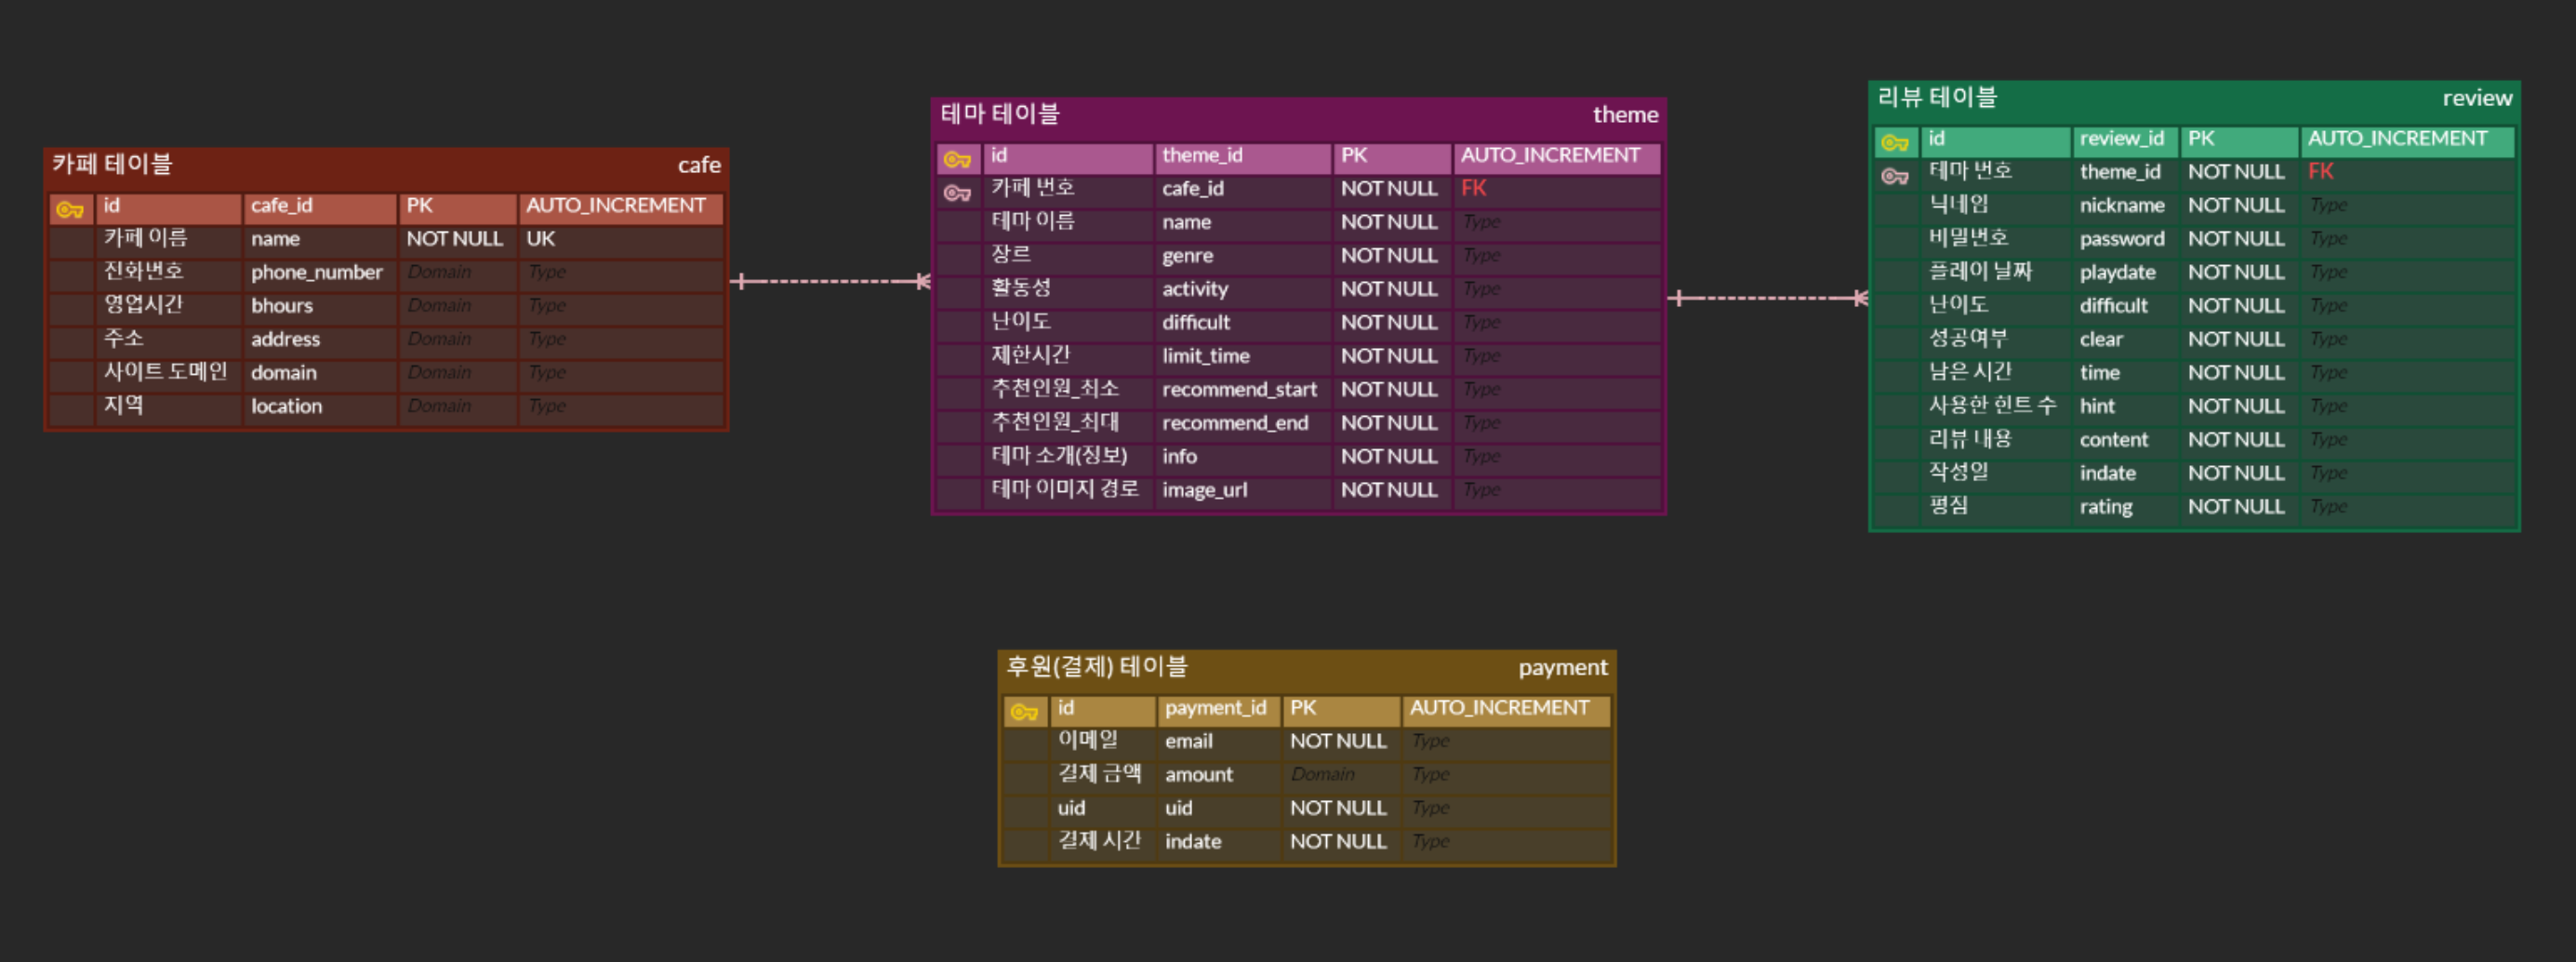 카페 테이블 cafe
id cafe_id PK AUTO_INCREMENT
카페 이름 name NOT NULL UK
전화번호 phone_number Domain Type
영업시간 bhours Domain Type
주소 address Domain Type
사이트 도메인 domain Domain Type
지역 location Domain Type
테마 테이블 theme
id theme_id PK AUTO_INCREMENT
카페 번호 cafe_id NOT NULL FK
테마 이름 name NOT NULL Type
장르 genre NOT NULL Type
활동성 activity NOT NULL Type
난이도 difficult NOT NULL Type
제한시간 limit_time NOT NULL Type
추천인원_최소 recommend_start NOT NULL Type
추천인원_최대 recommend_end NOT NULL Type
테마 소개(정보) info NOT NULL Type
테마 이미지 경로 image_url NOT NULL Type
리뷰 테이블 review
id review_id PK AUTO_INCREMENT
테마 번호 theme_id NOT NULL FK
닉네임 nickname NOT NULL Type
비밀번호 password NOT NULL Type
플레이 날짜 playdate NOT NULL Type
난이도 difficult NOT NULL Type
성공여부 clear NOT NULL Type
남은 시간 time NOT NULL Type
사용한 힌트 수 hint NOT NULL Type
리뷰 내용 content NOT NULL Type
작성일 indate NOT NULL Type
평점 rating NOT NULL Type
후원(결제) 테이블 payment
id payment_id PK AUTO_INCREMENT
이메일 email NOT NULL Type
결제 금액 amount Domain Type
uid uid NOT NULL Type
결제 시간 indate NOT NULL Type